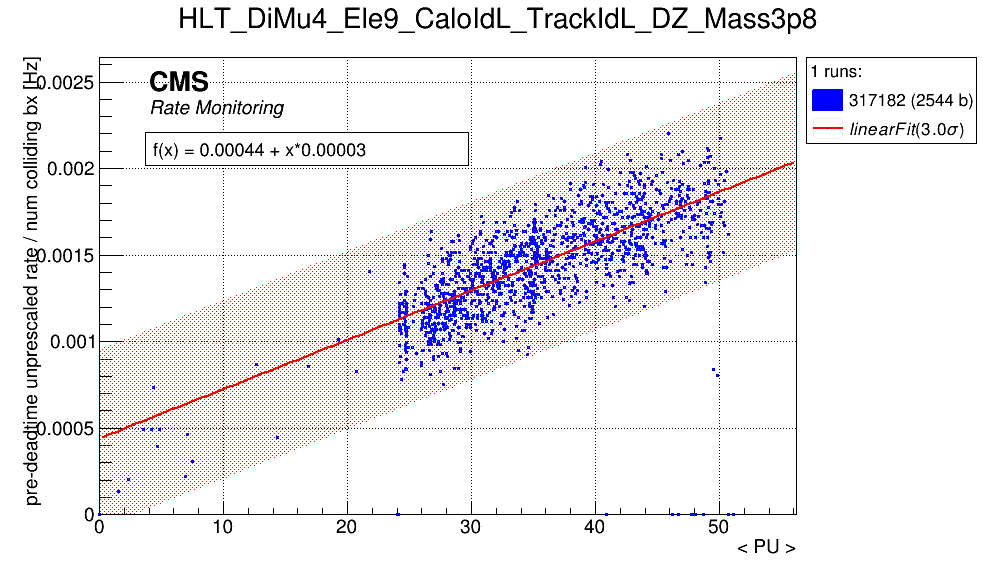 HLT_DiMu4_Ele9_CaloIdL_TrackIdL_DZ_Mass3p8
pre-deadtime unprescaled rate / num colliding bx [Hz]
0.0025
0.002
0.0015
0.001
0.0005
0
CMS
Rate Monitoring
f(x) = 0.00044 + x*0.00003
1 runs:
317182 (2544 b)
linearFit(3.0σ)
0 10 20 30 40 50
< PU >